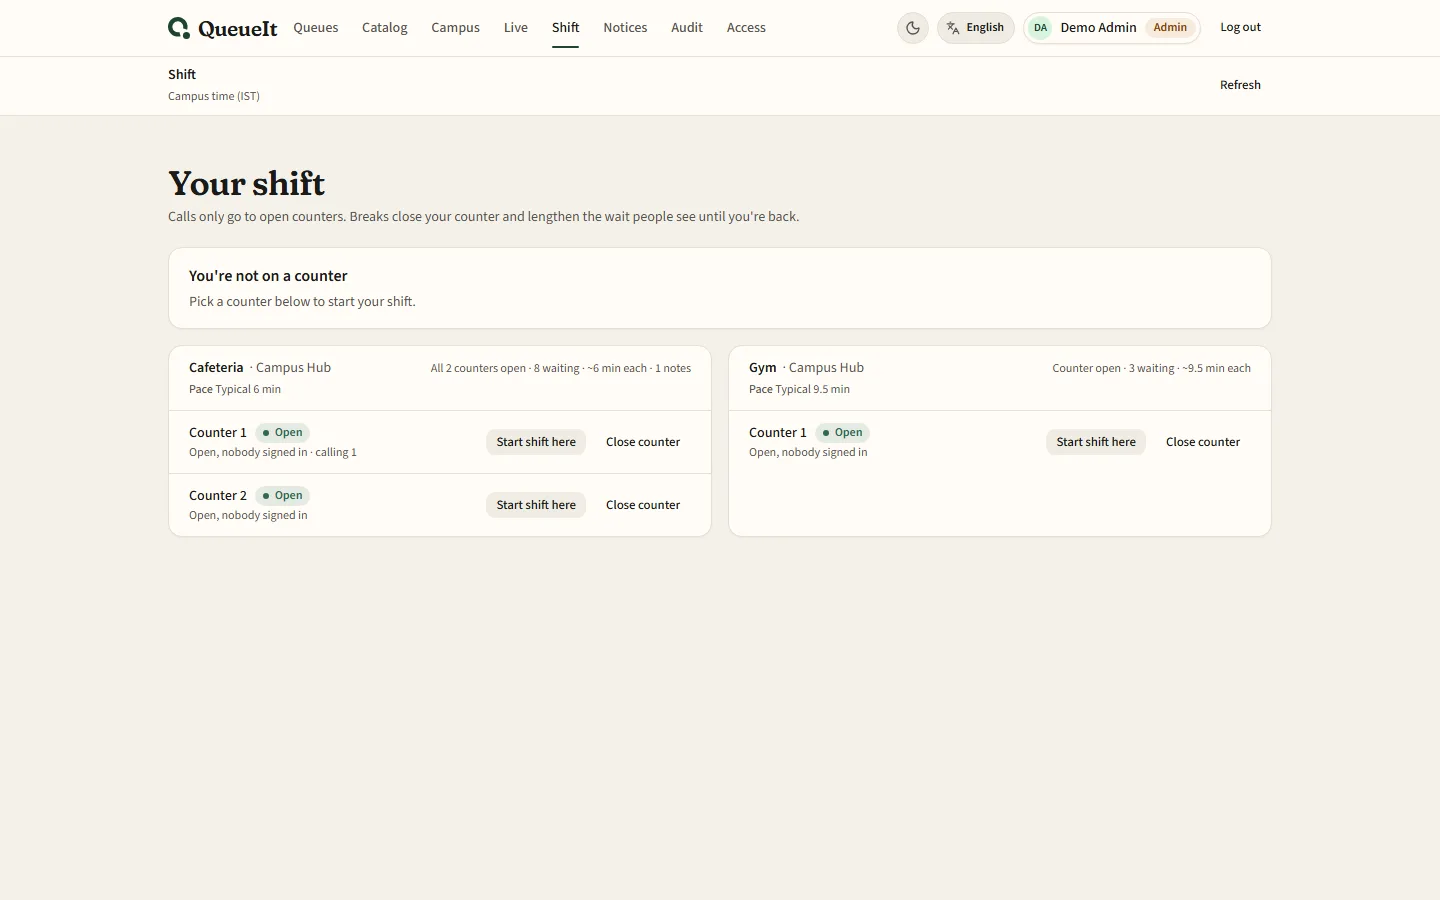 QueueIt Queues Catalog Campus Live Shift Notices Audit Access English DA Demo Admin Admin Log out
Shift
Campus time (IST)
Refresh
Your shift
Calls only go to open counters. Breaks close your counter and lengthen the wait people see until you're back.
You're not on a counter
Pick a counter below to start your shift.
Cafeteria · Campus Hub All 2 counters open · 8 waiting · ~6 min each · 1 notes
Pace Typical 6 min
Counter 1 Open
Open, nobody signed in · calling 1
Start shift here Close counter
Counter 2 Open
Open, nobody signed in
Start shift here Close counter
Gym · Campus Hub Counter open · 3 waiting · ~9.5 min each
Pace Typical 9.5 min
Counter 1 Open
Open, nobody signed in
Start shift here Close counter